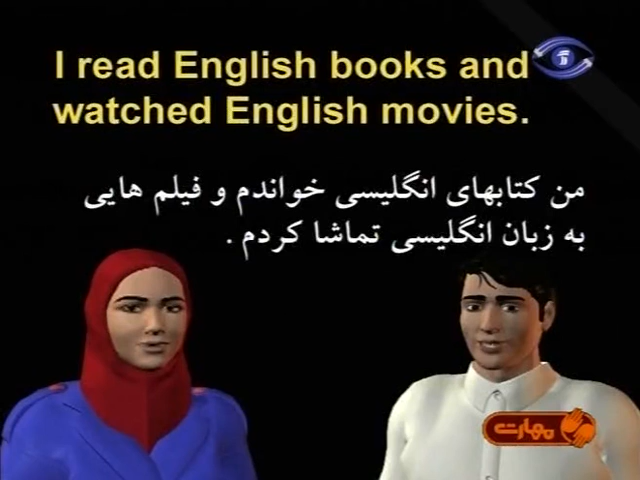 I read English books and
watched English movies.
من کتابهای انگلیسی خواندم و فیلم هایی
به زبان انگلیسی تماشا کردم .
مهارت